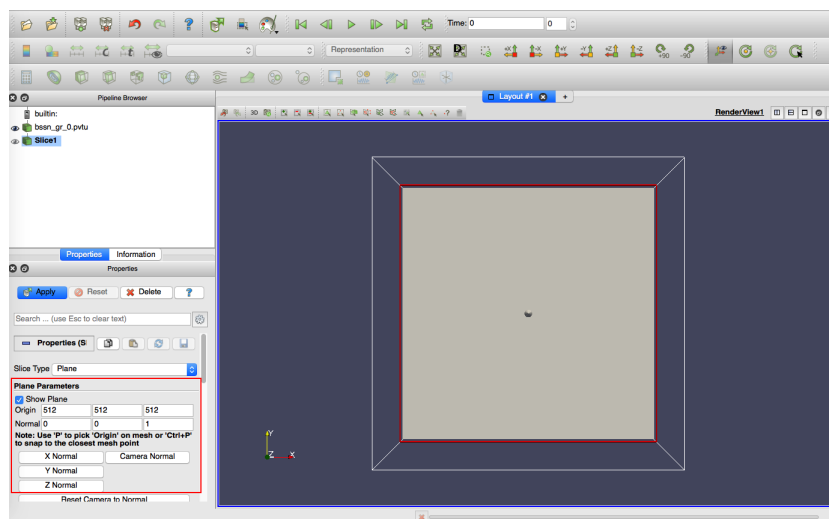 Time: 0 0
Representation
+90 -90
Pipeline Browser
Layout #1 +
builtin:
3D
RenderView1
bssn_gr_0.pvtu
Slice1
Properties Information
Properties
Apply Reset Delete ?
Search ... (use Esc to clear text)
Properties (S
Slice Type Plane
Plane Parameters
Show Plane
Origin 512 512 512
Normal 0 0 1
Note: Use 'P' to pick 'Origin' on mesh or 'Ctrl+P'
to snap to the closest mesh point
X Normal Camera Normal
Y Normal
Z Normal
Reset Camera to Normal
Y
Z X